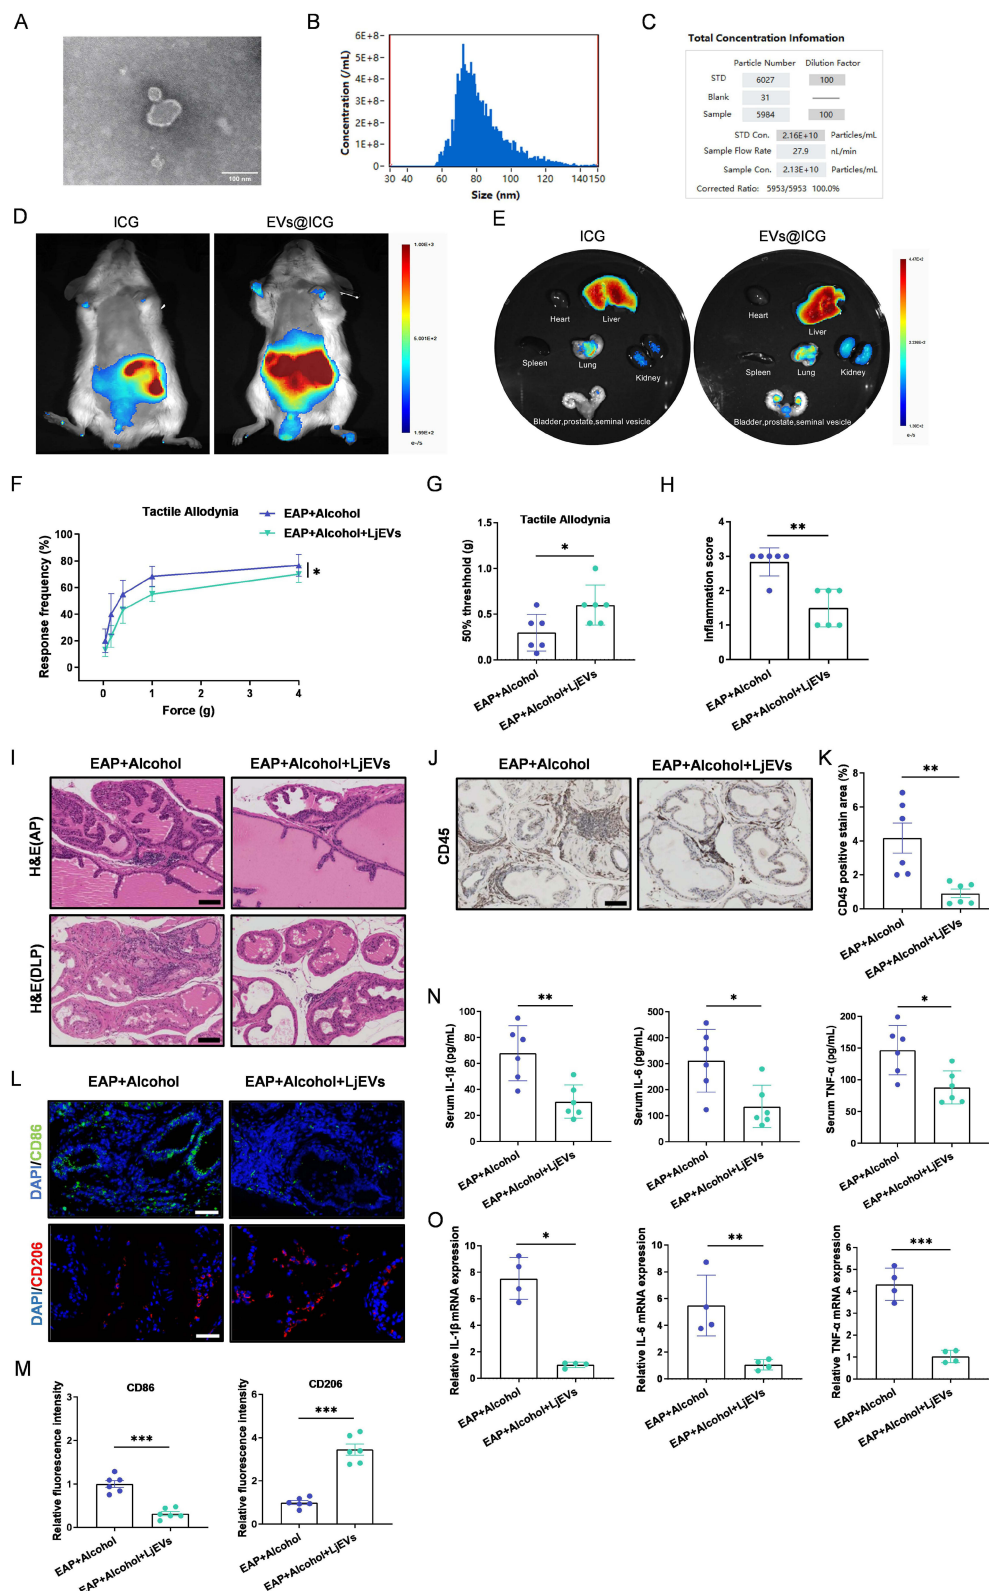 A
100 nm
B
Concentration (/mL)
6E+8
5E+8
4E+8
3E+8
2E+8
1E+8
0
30 40 60 80 100 120 140 150
Size (nm)
C
Total Concentration Infomation
Particle Number Dilution Factor
STD 6027 100
Blank 31 ——
Sample 5984 100
STD Con. 2.16E+10 Particles/mL
Sample Flow Rate 27.9 nL/min
Sample Con. 2.13E+10 Particles/mL
Corrected Ratio: 5953/5953 100.0%
D
ICG EVs@ICG
e-/s
E
ICG EVs@ICG
Heart Liver
Spleen Lung Kidney
Bladder,prostate,seminal vesicle
Heart Liver
Spleen Lung Kidney
Bladder,prostate,seminal vesicle
e-/s
F
Tactile Allodynia
EAP+Alcohol
EAP+Alcohol+LjEVs
Response frequency (%)
100
80
60
40
20
0
*
0 1 2 3 4
Force (g)
G
Tactile Allodynia
50% threshhold (g)
1.5
1.0
0.5
0.0
*
EAP+Alcohol
EAP+Alcohol+LjEVs
H
Inflammation score
4
3
2
1
0
**
EAP+Alcohol
EAP+Alcohol+LjEVs
I
EAP+Alcohol EAP+Alcohol+LjEVs
H&E(AP)
H&E(DLP)
J
EAP+Alcohol EAP+Alcohol+LjEVs
CD45
K
CD45 positive stain area (%)
8
6
4
2
0
**
EAP+Alcohol
EAP+Alcohol+LjEVs
L
EAP+Alcohol EAP+Alcohol+LjEVs
DAPI/CD86
DAPI/CD206
M
CD86
Relative fluorescence intensity
3
2
1
0
***
EAP+Alcohol
EAP+Alcohol+LjEVs
CD206
Relative fluorescence intensity
6
4
2
0
***
EAP+Alcohol
EAP+Alcohol+LjEVs
N
Serum IL-1β (pg/mL)
100
80
60
40
20
0
**
EAP+Alcohol
EAP+Alcohol+LjEVs
Serum IL-6 (pg/mL)
500
400
300
200
100
0
*
EAP+Alcohol
EAP+Alcohol+LjEVs
Serum TNF-α (pg/mL)
200
150
100
50
0
*
EAP+Alcohol
EAP+Alcohol+LjEVs
O
Relative IL-1β mRNA expression
10
8
6
4
2
0
*
EAP+Alcohol
EAP+Alcohol+LjEVs
Relative IL-6 mRNA expression
10
8
6
4
2
0
**
EAP+Alcohol
EAP+Alcohol+LjEVs
Relative TNF-α mRNA expression
6
5
4
3
2
1
0
***
EAP+Alcohol
EAP+Alcohol+LjEVs